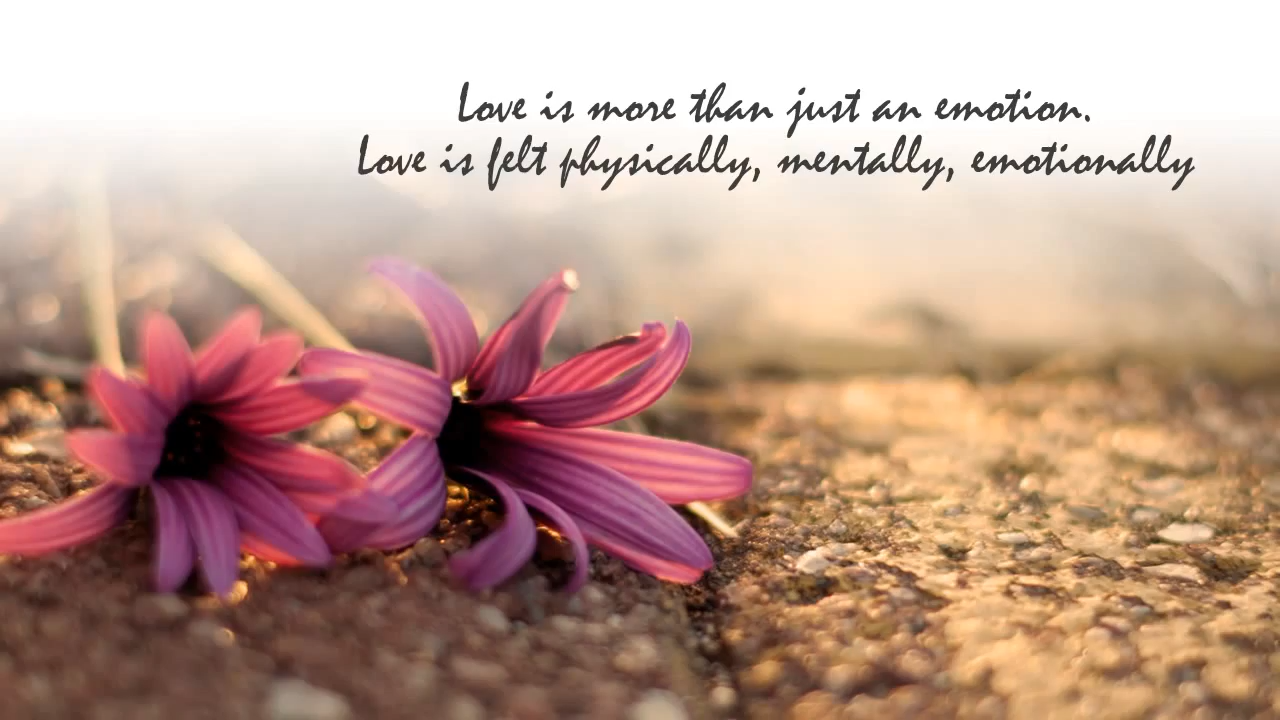 Love is more than just an emotion.
Love is felt physically, mentally, emotionally